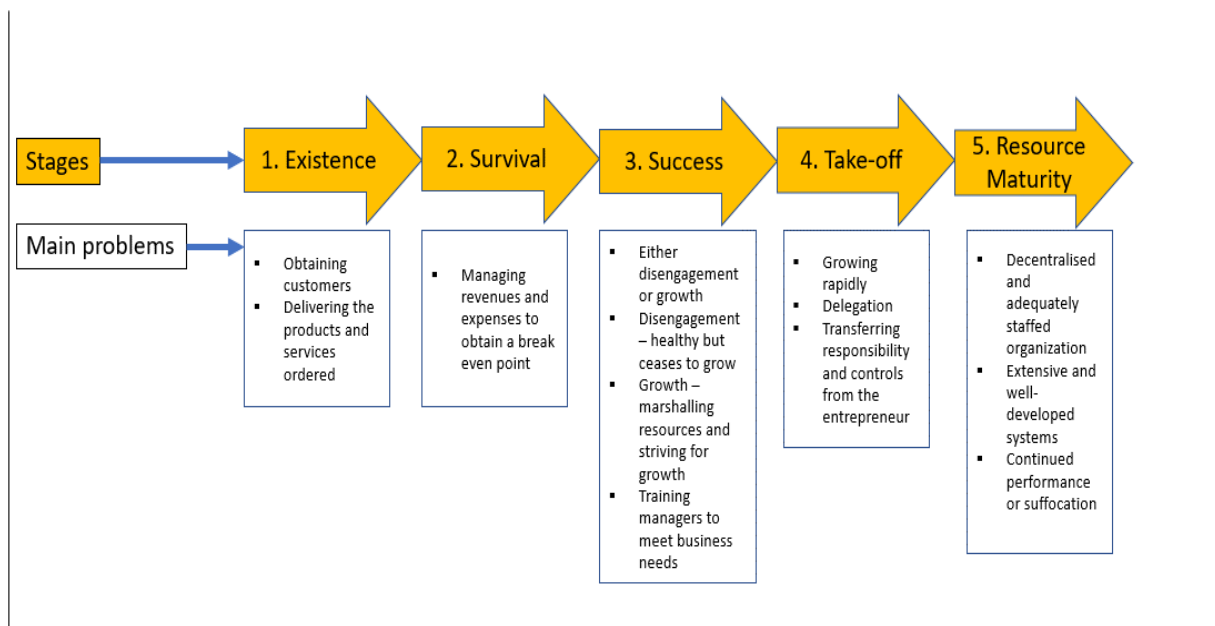 Stages
1. Existence
2. Survival
3. Success
4. Take-off
5. Resource
Maturity
Main problems
▪ Obtaining
customers
▪ Delivering the
products and
services
ordered
▪ Managing
revenues and
expenses to
obtain a break
even point
▪ Either
disengagement
or growth
▪ Disengagement
– healthy but
ceases to grow
▪ Growth –
marshalling
resources and
striving for
growth
▪ Training
managers to
meet business
needs
▪ Growing
rapidly
▪ Delegation
▪ Transferring
responsibility
and controls
from the
entrepreneur
▪ Decentralised
and
adequately
staffed
organization
▪ Extensive and
well-
developed
systems
▪ Continued
performance
or suffocation